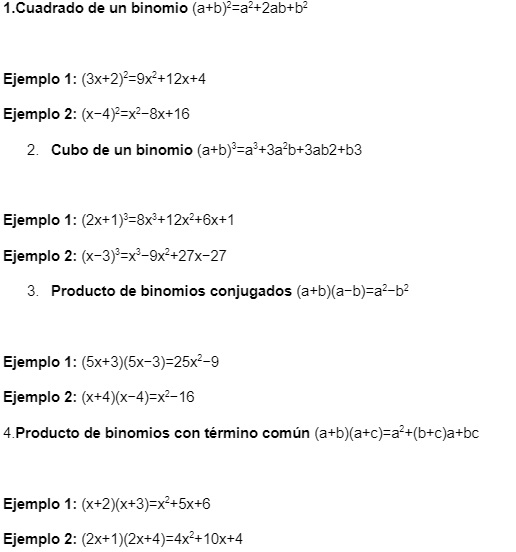 1.Cuadrado de un binomio (a+b)²=a²+2ab+b²
Ejemplo 1: (3x+2)²=9x²+12x+4
Ejemplo 2: (x−4)²=x²−8x+16
2. Cubo de un binomio (a+b)³=a³+3a²b+3ab2+b3
Ejemplo 1: (2x+1)³=8x³+12x²+6x+1
Ejemplo 2: (x−3)³=x³−9x²+27x−27
3. Producto de binomios conjugados (a+b)(a−b)=a²−b²
Ejemplo 1: (5x+3)(5x−3)=25x²−9
Ejemplo 2: (x+4)(x−4)=x²−16
4.Producto de binomios con término común (a+b)(a+c)=a²+(b+c)a+bc
Ejemplo 1: (x+2)(x+3)=x²+5x+6
Ejemplo 2: (2x+1)(2x+4)=4x²+10x+4